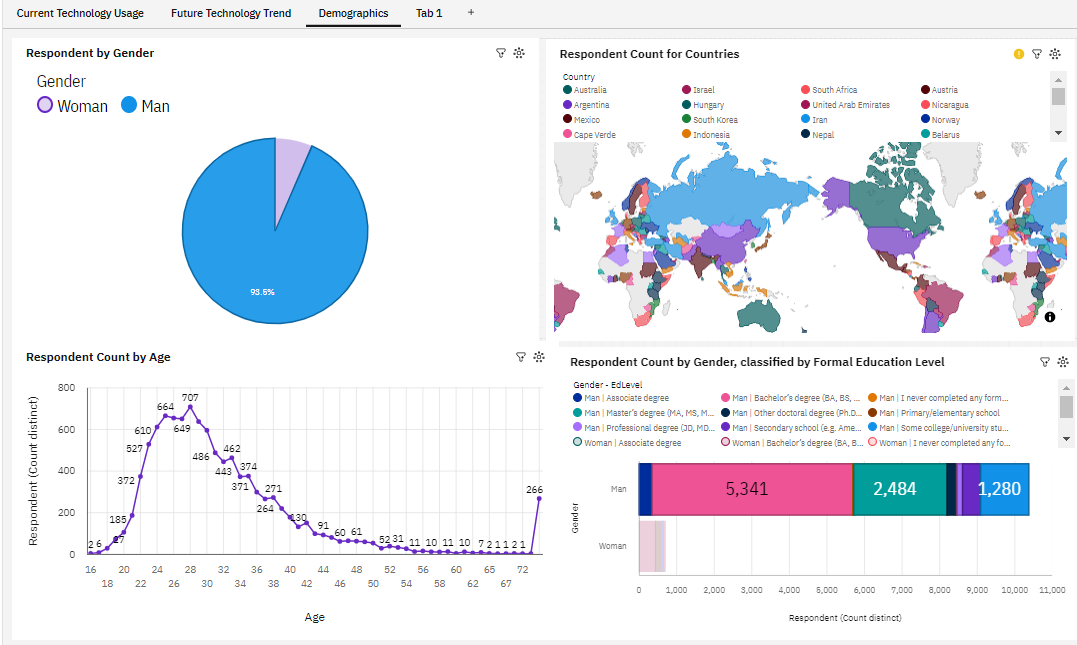 Current Technology Usage Future Technology Trend Demographics Tab 1 +
Respondent by Gender
Gender
Woman Man
93.5%
Respondent Count for Countries
Country
Australia Israel South Africa Austria
Argentina Hungary United Arab Emirates Nicaragua
Mexico South Korea Iran Norway
Cape Verde Indonesia Nepal Belarus
Respondent Count by Age
Respondent (Count distinct)
800
600
400
200
0
2 6 27 185 372 527 610 664 649 707 486 443 462 371 374 264 271 130 91 60 61 52 31 11 10 11 10 7 2 1 1 2 1 266
16 20 24 28 32 36 40 44 48 52 56 60 65 72
18 22 26 30 34 38 42 46 50 54 58 62 67
Age
Respondent Count by Gender, classified by Formal Education Level
Gender - EdLevel
Man | Associate degree Man | Bachelor's degree (BA, BS, ... Man | I never completed any form...
Man | Master's degree (MA, MS, M... Man | Other doctoral degree (Ph.D... Man | Primary/elementary school
Man | Professional degree (JD, MD... Man | Secondary school (e.g. Ame... Man | Some college/university stu...
Woman | Associate degree Woman | Bachelor's degree (BA, B... Woman | I never completed any fo...
Gender
Man 5,341 2,484 1,280
Woman
0 1,000 2,000 3,000 4,000 5,000 6,000 7,000 8,000 9,000 10,000 11,000
Respondent (Count distinct)